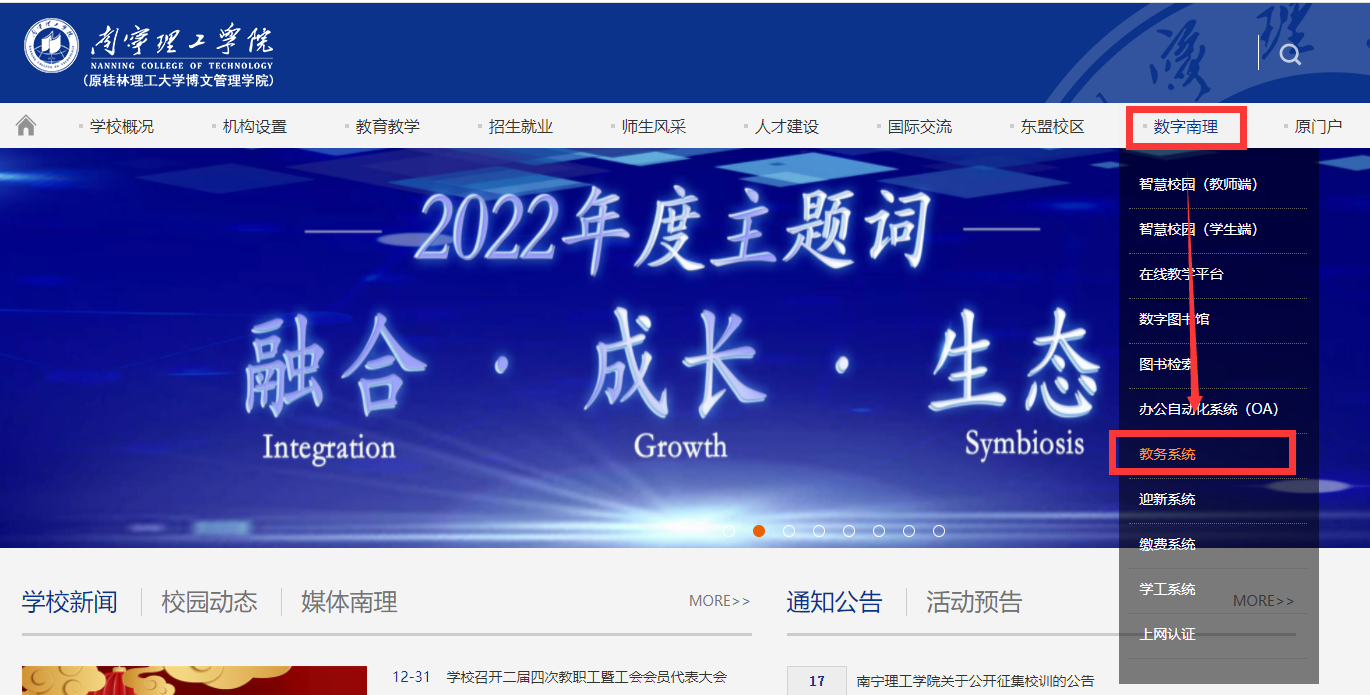 南宁理工学院
NANNING COLLEGE OF TECHNOLOGY
(原桂林理工大学博文管理学院)
学校概况 机构设置 教育教学 招生就业 师生风采 人才建设 国际交流 东盟校区 数字南理 原门户
智慧校园（教师端）
智慧校园（学生端）
在线教学平台
数字图书馆
图书检索
办公自动化系统（OA）
教务系统
迎新系统
缴费系统
学工系统
上网认证
2022年度主题词
融合 · 成长 · 生态
Integration Growth Symbiosis
学校新闻 校园动态 媒体南理 MORE>>
通知公告 活动预告 MORE>>
12-31 学校召开二届四次教职工暨工会会员代表大会
17 南宁理工学院关于公开征集校训的公告